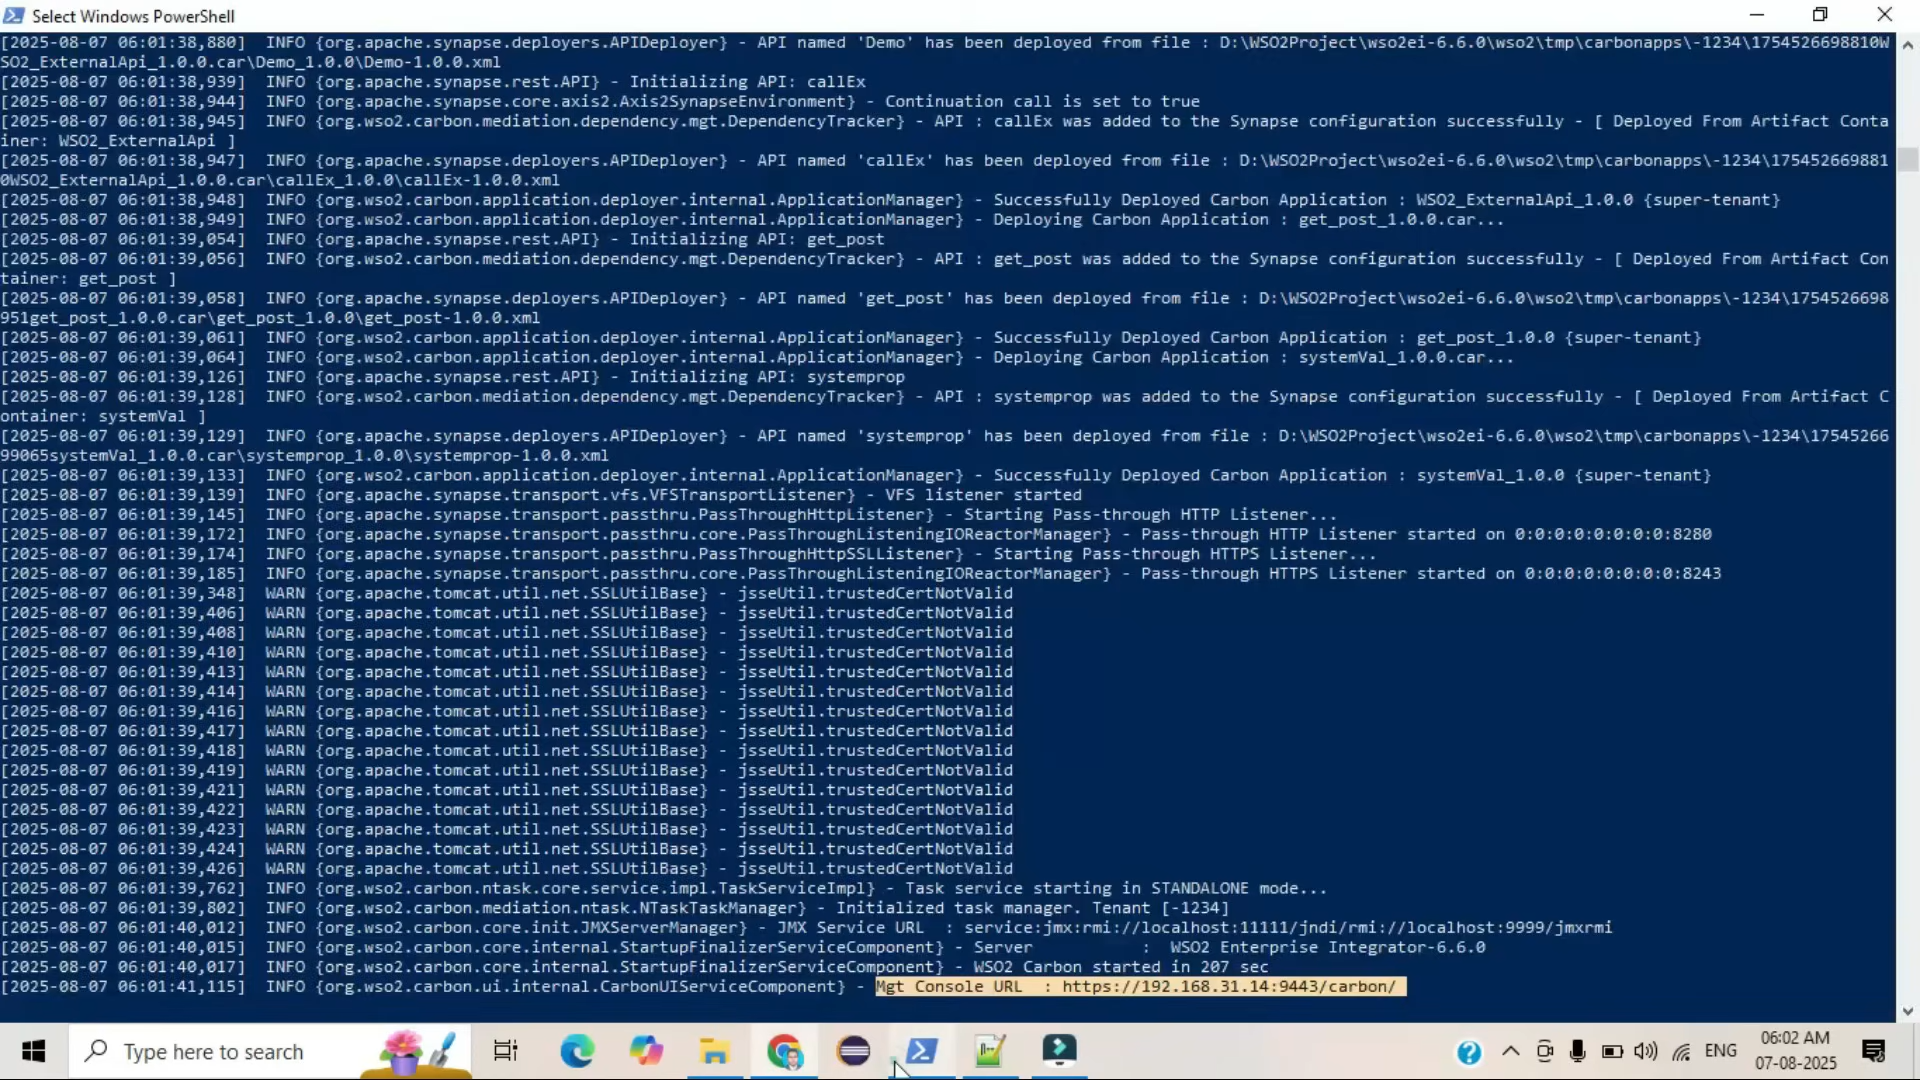 Select Windows PowerShell
[2025-08-07 06:01:38,880]  INFO {org.apache.synapse.deployers.APIDeployer} - API named 'Demo' has been deployed from file : D:\WSO2Project\wso2ei-6.6.0\wso2\tmp\carbonapps\-1234\1754526698810W
SO2_ExternalApi_1.0.0.car\Demo_1.0.0\Demo-1.0.0.xml
[2025-08-07 06:01:38,939]  INFO {org.apache.synapse.rest.API} - Initializing API: callEx
[2025-08-07 06:01:38,944]  INFO {org.apache.synapse.core.axis2.Axis2SynapseEnvironment} - Continuation call is set to true
[2025-08-07 06:01:38,945]  INFO {org.wso2.carbon.mediation.dependency.mgt.DependencyTracker} - API : callEx was added to the Synapse configuration successfully - [ Deployed From Artifact Conta
iner: WSO2_ExternalApi ]
[2025-08-07 06:01:38,947]  INFO {org.apache.synapse.deployers.APIDeployer} - API named 'callEx' has been deployed from file : D:\WSO2Project\wso2ei-6.6.0\wso2\tmp\carbonapps\-1234\175452669881
0WSO2_ExternalApi_1.0.0.car\callEx_1.0.0\callEx-1.0.0.xml
[2025-08-07 06:01:38,948]  INFO {org.wso2.carbon.application.deployer.internal.ApplicationManager} - Successfully Deployed Carbon Application : WSO2_ExternalApi_1.0.0 {super-tenant}
[2025-08-07 06:01:38,949]  INFO {org.wso2.carbon.application.deployer.internal.ApplicationManager} - Deploying Carbon Application : get_post_1.0.0.car...
[2025-08-07 06:01:39,054]  INFO {org.apache.synapse.rest.API} - Initializing API: get_post
[2025-08-07 06:01:39,056]  INFO {org.wso2.carbon.mediation.dependency.mgt.DependencyTracker} - API : get_post was added to the Synapse configuration successfully - [ Deployed From Artifact Con
tainer: get_post ]
[2025-08-07 06:01:39,058]  INFO {org.apache.synapse.deployers.APIDeployer} - API named 'get_post' has been deployed from file : D:\WSO2Project\wso2ei-6.6.0\wso2\tmp\carbonapps\-1234\1754526698
951get_post_1.0.0.car\get_post_1.0.0\get_post-1.0.0.xml
[2025-08-07 06:01:39,061]  INFO {org.wso2.carbon.application.deployer.internal.ApplicationManager} - Successfully Deployed Carbon Application : get_post_1.0.0 {super-tenant}
[2025-08-07 06:01:39,064]  INFO {org.wso2.carbon.application.deployer.internal.ApplicationManager} - Deploying Carbon Application : systemVal_1.0.0.car...
[2025-08-07 06:01:39,126]  INFO {org.apache.synapse.rest.API} - Initializing API: systemprop
[2025-08-07 06:01:39,128]  INFO {org.wso2.carbon.mediation.dependency.mgt.DependencyTracker} - API : systemprop was added to the Synapse configuration successfully - [ Deployed From Artifact C
ontainer: systemVal ]
[2025-08-07 06:01:39,129]  INFO {org.apache.synapse.deployers.APIDeployer} - API named 'systemprop' has been deployed from file : D:\WSO2Project\wso2ei-6.6.0\wso2\tmp\carbonapps\-1234\17545266
99065systemVal_1.0.0.car\systemprop_1.0.0\systemprop-1.0.0.xml
[2025-08-07 06:01:39,133]  INFO {org.wso2.carbon.application.deployer.internal.ApplicationManager} - Successfully Deployed Carbon Application : systemVal_1.0.0 {super-tenant}
[2025-08-07 06:01:39,139]  INFO {org.apache.synapse.transport.vfs.VFSTransportListener} - VFS listener started
[2025-08-07 06:01:39,145]  INFO {org.apache.synapse.transport.passthru.PassThroughHttpListener} - Starting Pass-through HTTP Listener...
[2025-08-07 06:01:39,172]  INFO {org.apache.synapse.transport.passthru.core.PassThroughListeningIOReactorManager} - Pass-through HTTP Listener started on 0:0:0:0:0:0:0:0:8280
[2025-08-07 06:01:39,174]  INFO {org.apache.synapse.transport.passthru.PassThroughHttpSSLListener} - Starting Pass-through HTTPS Listener...
[2025-08-07 06:01:39,185]  INFO {org.apache.synapse.transport.passthru.core.PassThroughListeningIOReactorManager} - Pass-through HTTPS Listener started on 0:0:0:0:0:0:0:0:8243
[2025-08-07 06:01:39,348]  WARN {org.apache.tomcat.util.net.SSLUtilBase} - jsseUtil.trustedCertNotValid
[2025-08-07 06:01:39,406]  WARN {org.apache.tomcat.util.net.SSLUtilBase} - jsseUtil.trustedCertNotValid
[2025-08-07 06:01:39,408]  WARN {org.apache.tomcat.util.net.SSLUtilBase} - jsseUtil.trustedCertNotValid
[2025-08-07 06:01:39,410]  WARN {org.apache.tomcat.util.net.SSLUtilBase} - jsseUtil.trustedCertNotValid
[2025-08-07 06:01:39,413]  WARN {org.apache.tomcat.util.net.SSLUtilBase} - jsseUtil.trustedCertNotValid
[2025-08-07 06:01:39,414]  WARN {org.apache.tomcat.util.net.SSLUtilBase} - jsseUtil.trustedCertNotValid
[2025-08-07 06:01:39,416]  WARN {org.apache.tomcat.util.net.SSLUtilBase} - jsseUtil.trustedCertNotValid
[2025-08-07 06:01:39,417]  WARN {org.apache.tomcat.util.net.SSLUtilBase} - jsseUtil.trustedCertNotValid
[2025-08-07 06:01:39,418]  WARN {org.apache.tomcat.util.net.SSLUtilBase} - jsseUtil.trustedCertNotValid
[2025-08-07 06:01:39,419]  WARN {org.apache.tomcat.util.net.SSLUtilBase} - jsseUtil.trustedCertNotValid
[2025-08-07 06:01:39,421]  WARN {org.apache.tomcat.util.net.SSLUtilBase} - jsseUtil.trustedCertNotValid
[2025-08-07 06:01:39,422]  WARN {org.apache.tomcat.util.net.SSLUtilBase} - jsseUtil.trustedCertNotValid
[2025-08-07 06:01:39,423]  WARN {org.apache.tomcat.util.net.SSLUtilBase} - jsseUtil.trustedCertNotValid
[2025-08-07 06:01:39,424]  WARN {org.apache.tomcat.util.net.SSLUtilBase} - jsseUtil.trustedCertNotValid
[2025-08-07 06:01:39,426]  WARN {org.apache.tomcat.util.net.SSLUtilBase} - jsseUtil.trustedCertNotValid
[2025-08-07 06:01:39,762]  INFO {org.wso2.carbon.ntask.core.service.impl.TaskServiceImpl} - Task service starting in STANDALONE mode...
[2025-08-07 06:01:39,802]  INFO {org.wso2.carbon.mediation.ntask.NTaskTaskManager} - Initialized task manager. Tenant [-1234]
[2025-08-07 06:01:40,012]  INFO {org.wso2.carbon.core.init.JMXServerManager} - JMX Service URL  : service:jmx:rmi://localhost:11111/jndi/rmi://localhost:9999/jmxrmi
[2025-08-07 06:01:40,015]  INFO {org.wso2.carbon.core.internal.StartupFinalizerServiceComponent} - Server           :  WSO2 Enterprise Integrator-6.6.0
[2025-08-07 06:01:40,017]  INFO {org.wso2.carbon.core.internal.StartupFinalizerServiceComponent} - WSO2 Carbon started in 207 sec
[2025-08-07 06:01:41,115]  INFO {org.wso2.carbon.ui.internal.CarbonUIServiceComponent} - Mgt Console URL  : https://192.168.31.14:9443/carbon/
Type here to search
ENG
06:02 AM
07-08-2025